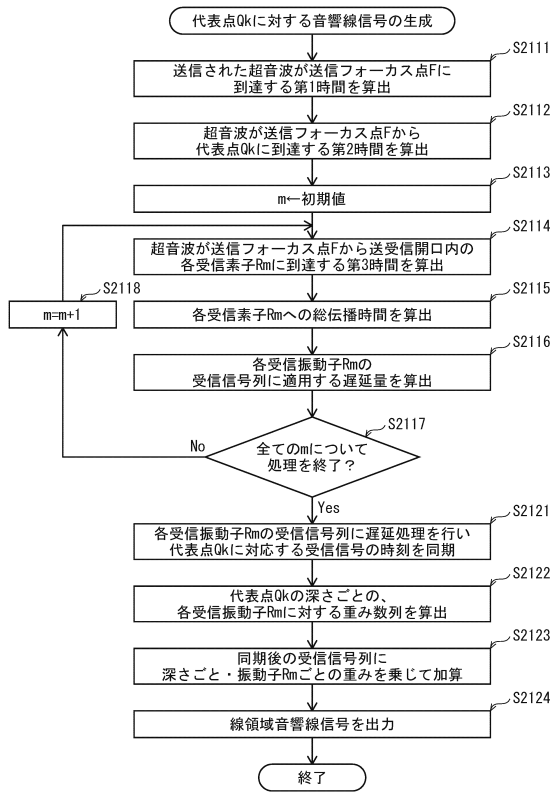 代表点Qkに対する音響線信号の生成
S2111
送信された超音波が送信フォーカス点Fに
到達する第1時間を算出
S2112
超音波が送信フォーカス点Fから
代表点Qkに到達する第2時間を算出
S2113
m←初期値
S2114
超音波が送信フォーカス点Fから送受信開口内の
各受信素子Rmに到達する第3時間を算出
S2118
m=m+1
S2115
各受信素子Rmへの総伝播時間を算出
S2116
各受信振動子Rmの
受信信号列に適用する遅延量を算出
S2117
全てのmについて
処理を終了?
No
Yes
S2121
各受信振動子Rmの受信信号列に遅延処理を行い
代表点Qkに対応する受信信号の時刻を同期
S2122
代表点Qkの深さごとの、
各受信振動子Rmに対する重み数列を算出
S2123
同期後の受信信号列に
深さごと・振動子Rmごとの重みを乗じて加算
S2124
線領域音響線信号を出力
終了